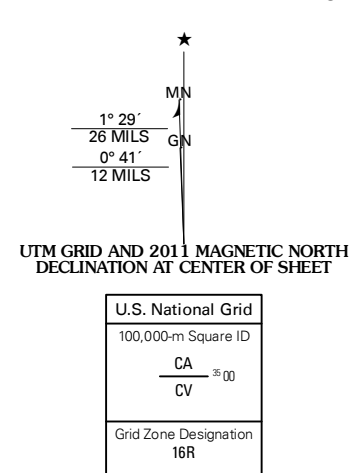 ★
MN
1° 29´
26 MILS
GN
0° 41´
12 MILS
UTM GRID AND 2011 MAGNETIC NORTH
DECLINATION AT CENTER OF SHEET
U.S. National Grid
100,000-m Square ID
CA
35 00
CV
Grid Zone Designation
16R